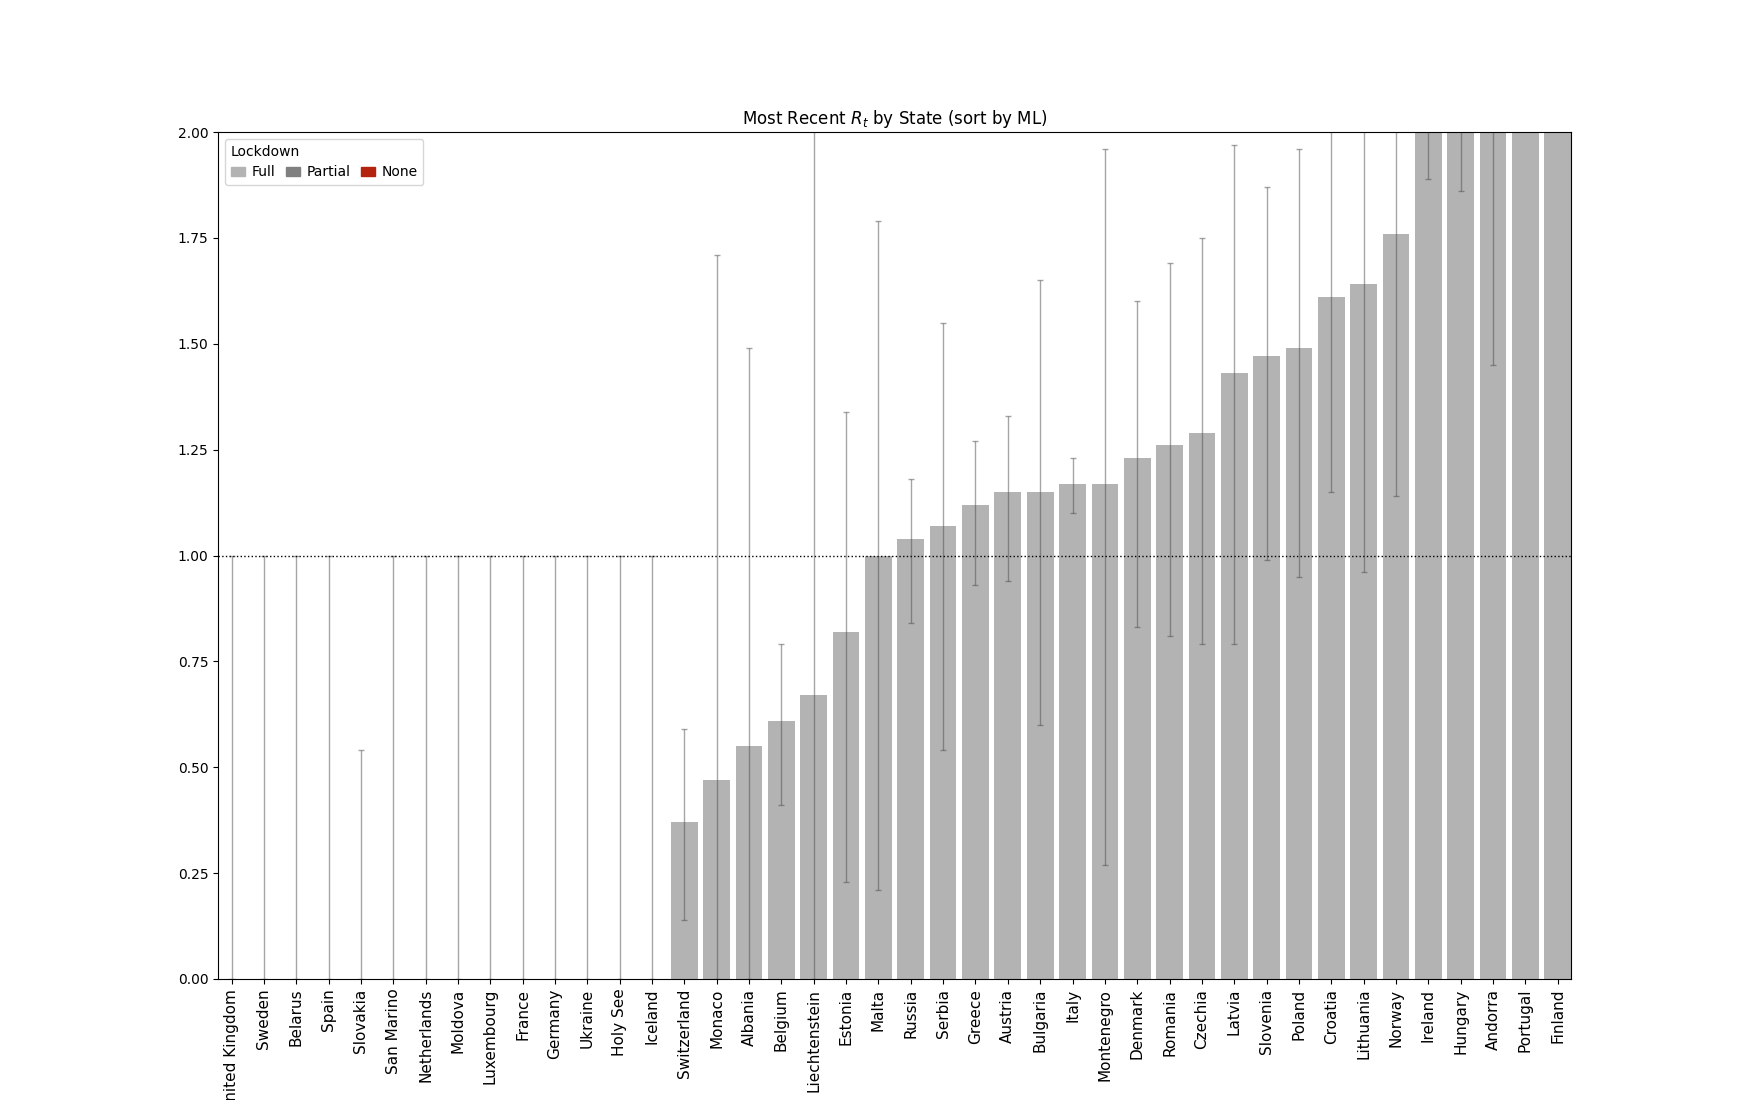 Most Recent R_t by State (sort by ML)
Lockdown
Full Partial None
2.00
1.75
1.50
1.25
1.00
0.75
0.50
0.25
0.00
nited Kingdom
Sweden
Belarus
Spain
Slovakia
San Marino
Netherlands
Moldova
Luxembourg
France
Germany
Ukraine
Holy See
Iceland
Switzerland
Monaco
Albania
Belgium
Liechtenstein
Estonia
Malta
Russia
Serbia
Greece
Austria
Bulgaria
Italy
Montenegro
Denmark
Romania
Czechia
Latvia
Slovenia
Poland
Croatia
Lithuania
Norway
Ireland
Hungary
Andorra
Portugal
Finland